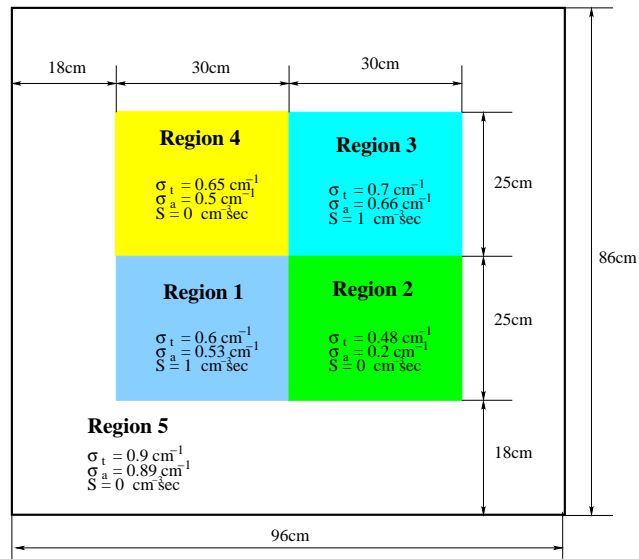 18cm
30cm
30cm
Region 4
σ t = 0.65 cm⁻¹
σ a = 0.5 cm⁻¹
S = 0 cm⁻³sec
Region 3
σ t = 0.7 cm⁻¹
σ a = 0.66 cm⁻¹
S = 1 cm⁻³sec
25cm
86cm
Region 1
σ t = 0.6 cm⁻¹
σ a = 0.53 cm⁻¹
S = 1 cm⁻³sec
Region 2
σ t = 0.48 cm⁻¹
σ a = 0.2 cm⁻¹
S = 0 cm⁻³sec
25cm
Region 5
σ t = 0.9 cm⁻¹
σ a = 0.89 cm⁻¹
S = 0 cm⁻³sec
18cm
96cm